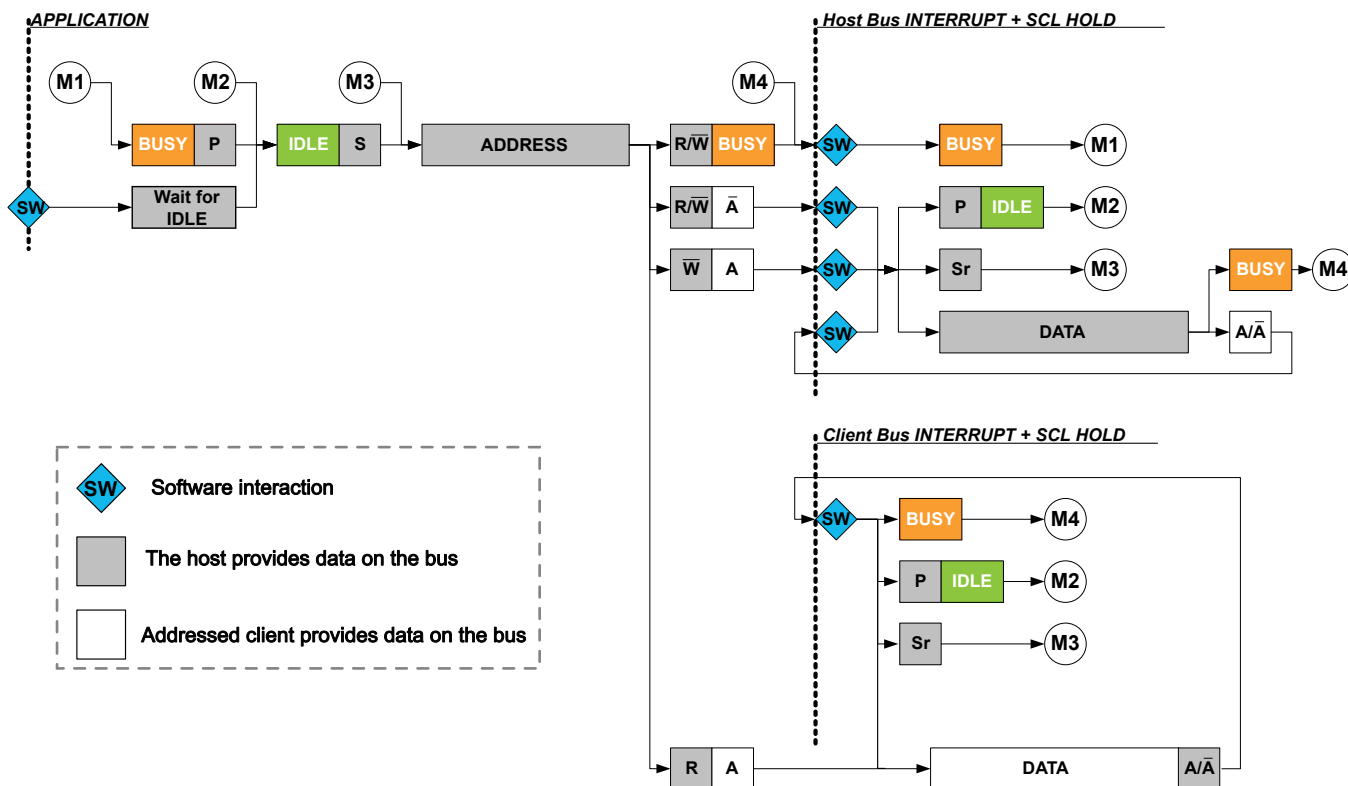 APPLICATION
Host Bus INTERRUPT + SCL HOLD
M1
M2
M3
M4
BUSY P
IDLE S
ADDRESS
R/W̅ BUSY
SW
BUSY
M1
SW
Wait for
IDLE
R/W̅ A̅
SW
P IDLE
M2
W̅ A
SW
Sr
M3
BUSY
M4
SW
DATA
A/A̅
Client Bus INTERRUPT + SCL HOLD
SW
BUSY
M4
P IDLE
M2
Sr
M3
R A
DATA
A/A̅
SW Software interaction
The host provides data on the bus
Addressed client provides data on the bus